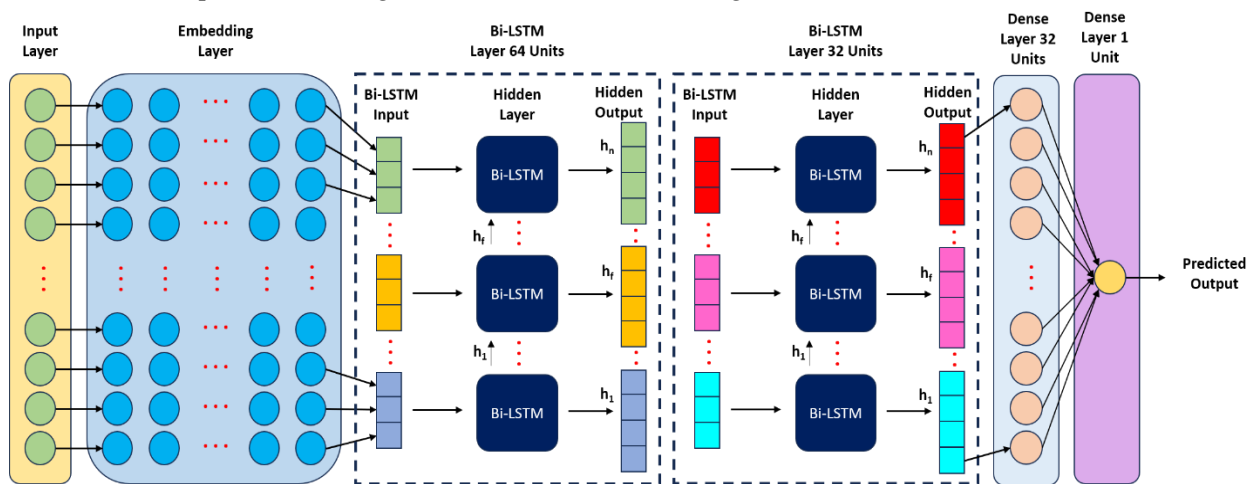 Input
Layer
Embedding
Layer
Bi-LSTM
Layer 64 Units
Bi-LSTM
Layer 32 Units
Dense
Layer 32
Units
Dense
Layer 1
Unit
Bi-LSTM
Input
Hidden
Layer
Hidden
Output
Bi-LSTM
Input
Hidden
Layer
Hidden
Output
Bi-LSTM
hn
Bi-LSTM
hn
hf
hf
Bi-LSTM
hf
Bi-LSTM
hf
Predicted
Output
h1
h1
Bi-LSTM
h1
Bi-LSTM
h1